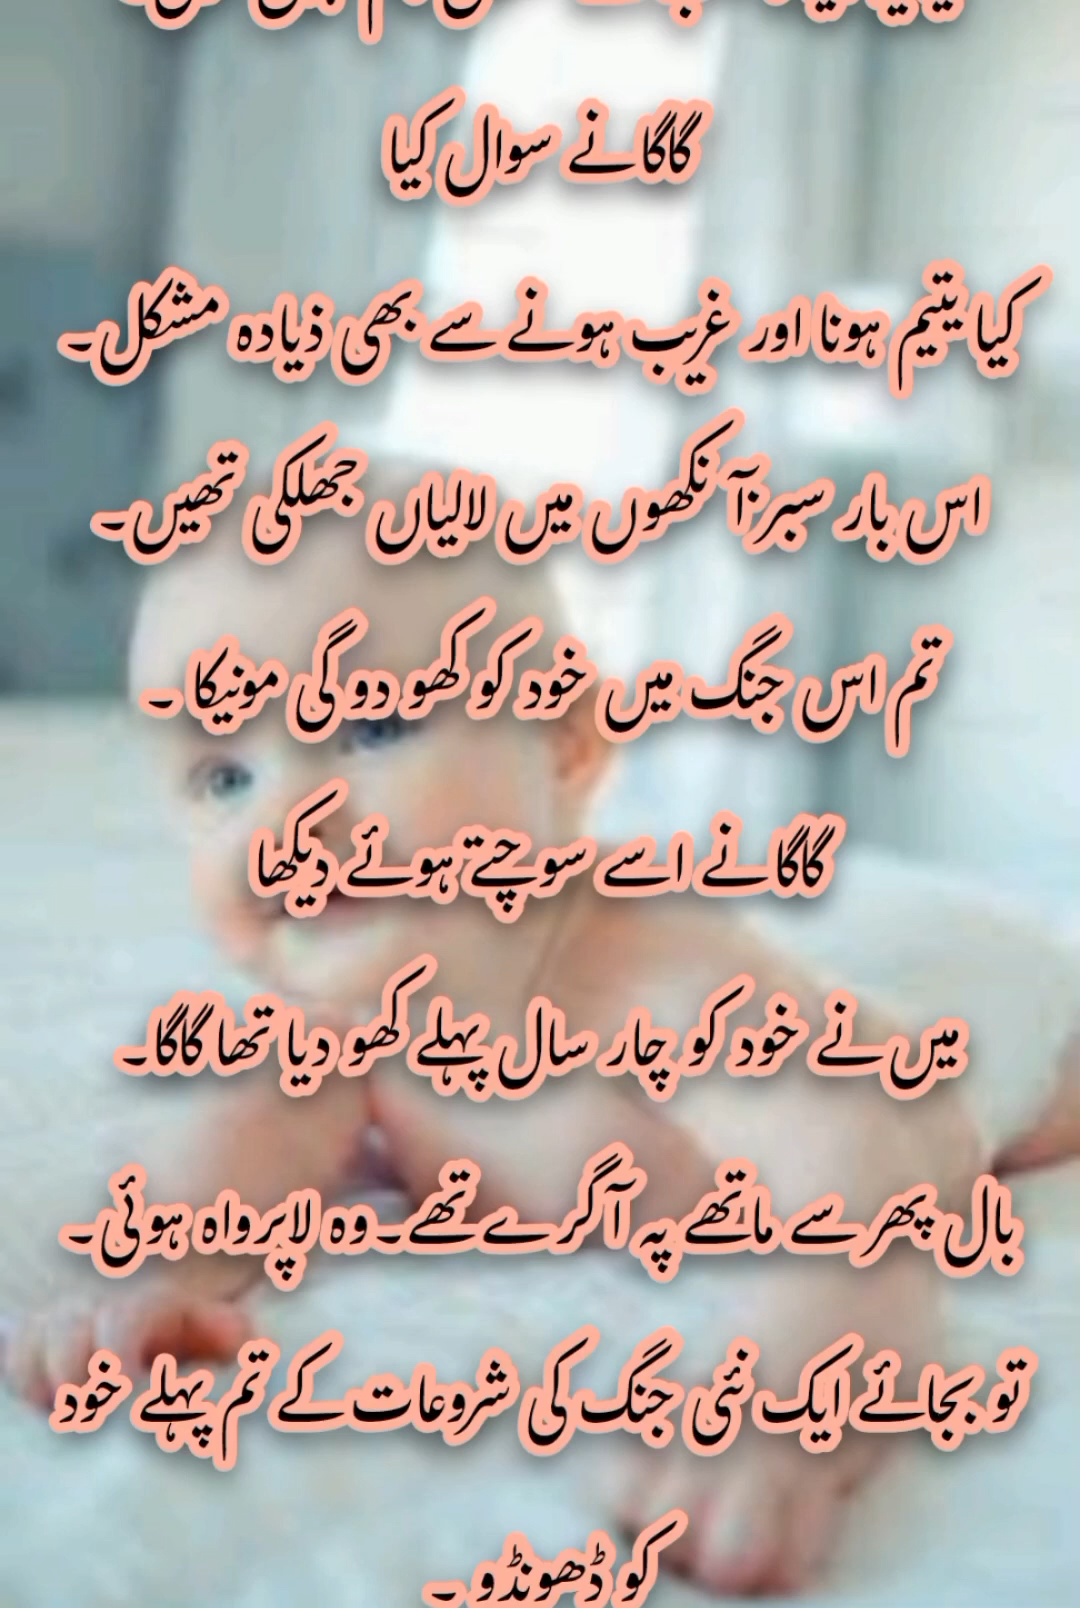 گاگا نے سوال کیا
کیا یتیم ہونا اور غریب ہونے سے بھی ذیادہ مشکل۔
اس بار سبز آنکھوں میں لالیاں جھلکی تھیں۔
تم اس جنگ میں خود کو کھو دو گی مونیکا ۔
گاگا نے اسے سوچتے ہوئے دیکھا
میں نے خود کو چار سال پہلے کھو دیا تھا گاگا۔
بال پھر سے ماتھے پہ آ گرے تھے۔ وہ لاپرواہ ہوئی۔
تو بجائے ایک نئی جنگ کی شروعات کے تم پہلے خود
کو ڈھونڈو ۔